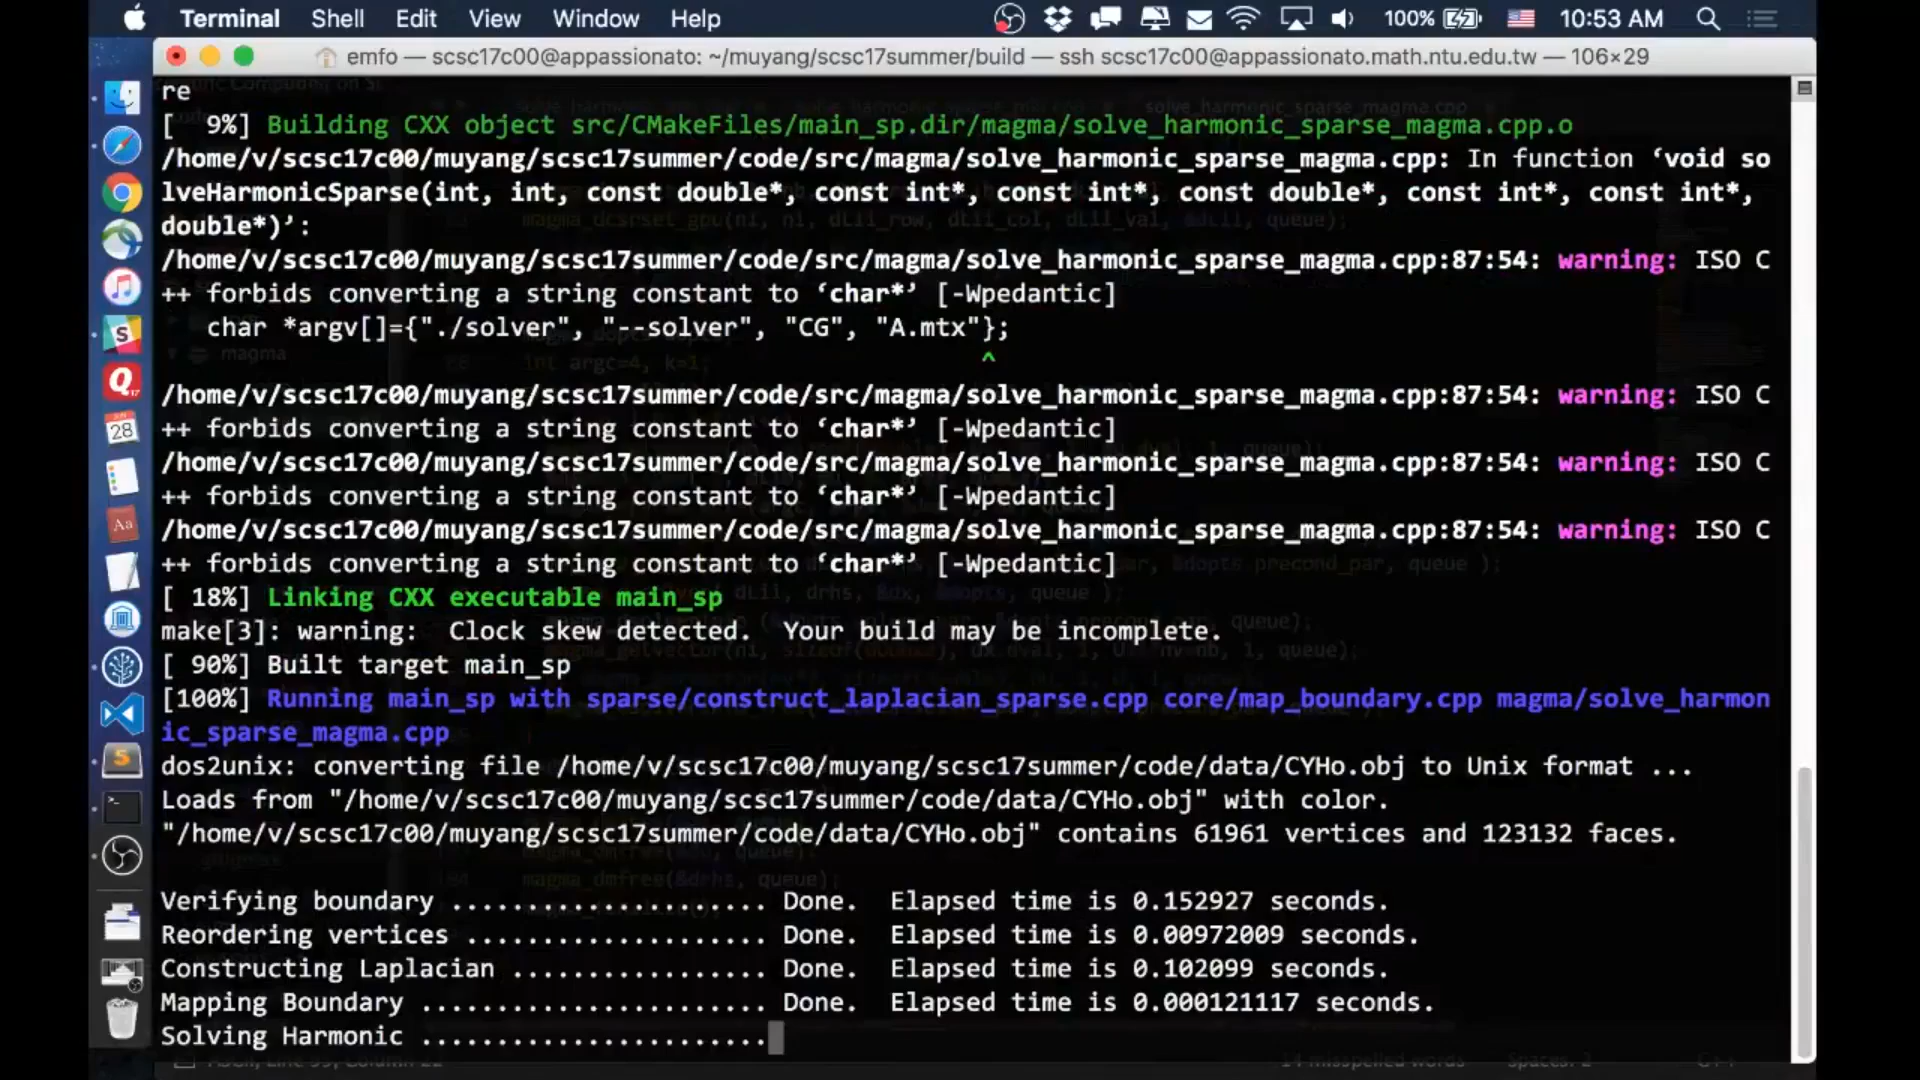 Terminal Shell Edit View Window Help 100% 10:53 AM
emfo — scsc17c00@appassionato: ~/muyang/scsc17summer/build — ssh scsc17c00@appassionato.math.ntu.edu.tw — 106×29
re
[  9%] Building CXX object src/CMakeFiles/main_sp.dir/magma/solve_harmonic_sparse_magma.cpp.o
/home/v/scsc17c00/muyang/scsc17summer/code/src/magma/solve_harmonic_sparse_magma.cpp: In function ‘void so
lveHarmonicSparse(int, int, const double*, const int*, const int*, const double*, const int*, const int*,
double*)’:
/home/v/scsc17c00/muyang/scsc17summer/code/src/magma/solve_harmonic_sparse_magma.cpp:87:54: warning: ISO C
++ forbids converting a string constant to ‘char*’ [-Wpedantic]
char *argv[]={"./solver", "--solver", "CG", "A.mtx"};
^
/home/v/scsc17c00/muyang/scsc17summer/code/src/magma/solve_harmonic_sparse_magma.cpp:87:54: warning: ISO C
++ forbids converting a string constant to ‘char*’ [-Wpedantic]
/home/v/scsc17c00/muyang/scsc17summer/code/src/magma/solve_harmonic_sparse_magma.cpp:87:54: warning: ISO C
++ forbids converting a string constant to ‘char*’ [-Wpedantic]
/home/v/scsc17c00/muyang/scsc17summer/code/src/magma/solve_harmonic_sparse_magma.cpp:87:54: warning: ISO C
++ forbids converting a string constant to ‘char*’ [-Wpedantic]
[ 18%] Linking CXX executable main_sp
make[3]: warning:  Clock skew detected.  Your build may be incomplete.
[ 90%] Built target main_sp
[100%] Running main_sp with sparse/construct_laplacian_sparse.cpp core/map_boundary.cpp magma/solve_harmon
ic_sparse_magma.cpp
dos2unix: converting file /home/v/scsc17c00/muyang/scsc17summer/code/data/CYHo.obj to Unix format ...
Loads from "/home/v/scsc17c00/muyang/scsc17summer/code/data/CYHo.obj" with color.
"/home/v/scsc17c00/muyang/scsc17summer/code/data/CYHo.obj" contains 61961 vertices and 123132 faces.
Verifying boundary ..................... Done.  Elapsed time is 0.152927 seconds.
Reordering vertices .................... Done.  Elapsed time is 0.00972009 seconds.
Constructing Laplacian ................. Done.  Elapsed time is 0.102099 seconds.
Mapping Boundary ....................... Done.  Elapsed time is 0.000121117 seconds.
Solving Harmonic .......................